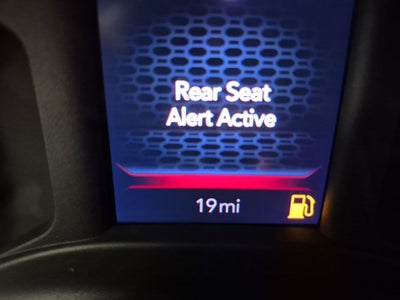 Rear Seat
Alert Active
19mi